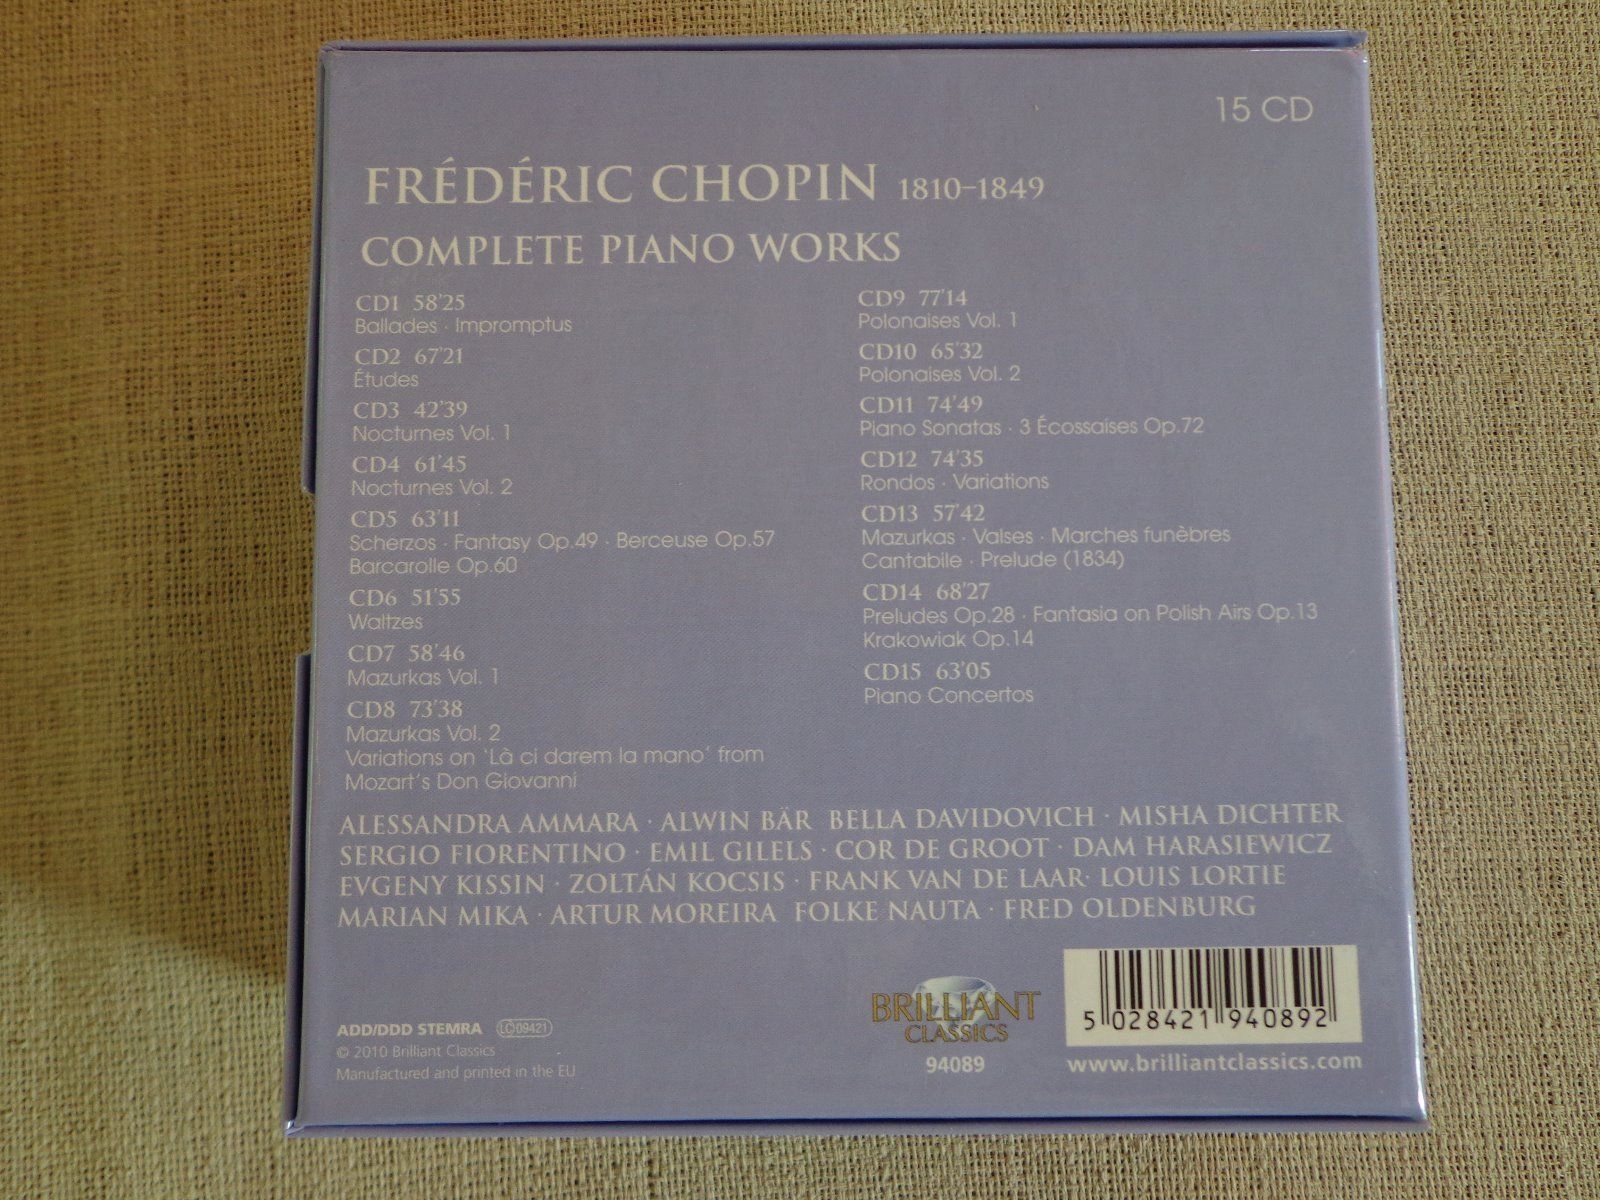 15 CD
FRÉDÉRIC CHOPIN 1810–1849
COMPLETE PIANO WORKS
CD1 58'25
Ballades · Impromptus
CD2 67'21
Études
CD3 42'39
Nocturnes Vol. 1
CD4 61'45
Nocturnes Vol. 2
CD5 63'11
Scherzos · Fantasy Op.49 · Berceuse Op.57
Barcarolle Op.60
CD6 51'55
Waltzes
CD7 58'46
Mazurkas Vol. 1
CD8 73'38
Mazurkas Vol. 2
Variations on 'Là ci darem la mano' from
Mozart's Don Giovanni
CD9 77'14
Polonaises Vol. 1
CD10 65'32
Polonaises Vol. 2
CD11 74'49
Piano Sonatas · 3 Écossaises Op.72
CD12 74'35
Rondos · Variations
CD13 57'42
Mazurkas · Valses · Marches funèbres
Cantabile · Prelude (1834)
CD14 68'27
Preludes Op.28 · Fantasia on Polish Airs Op.13
Krakowiak Op.14
CD15 63'05
Piano Concertos
ALESSANDRA AMMARA · ALWIN BÄR BELLA DAVIDOVICH · MISHA DICHTER
SERGIO FIORENTINO · EMIL GILELS · COR DE GROOT · DAM HARASIEWICZ
EVGENY KISSIN · ZOLTÁN KOCSIS · FRANK VAN DE LAAR· LOUIS LORTIE
MARIAN MIKA · ARTUR MOREIRA FOLKE NAUTA · FRED OLDENBURG
ADD/DDD STEMRA LC 09421
© 2010 Brilliant Classics
Manufactured and printed in the EU
BRILLIANT
CLASSICS
94089
5 028421 940892
www.brilliantclassics.com